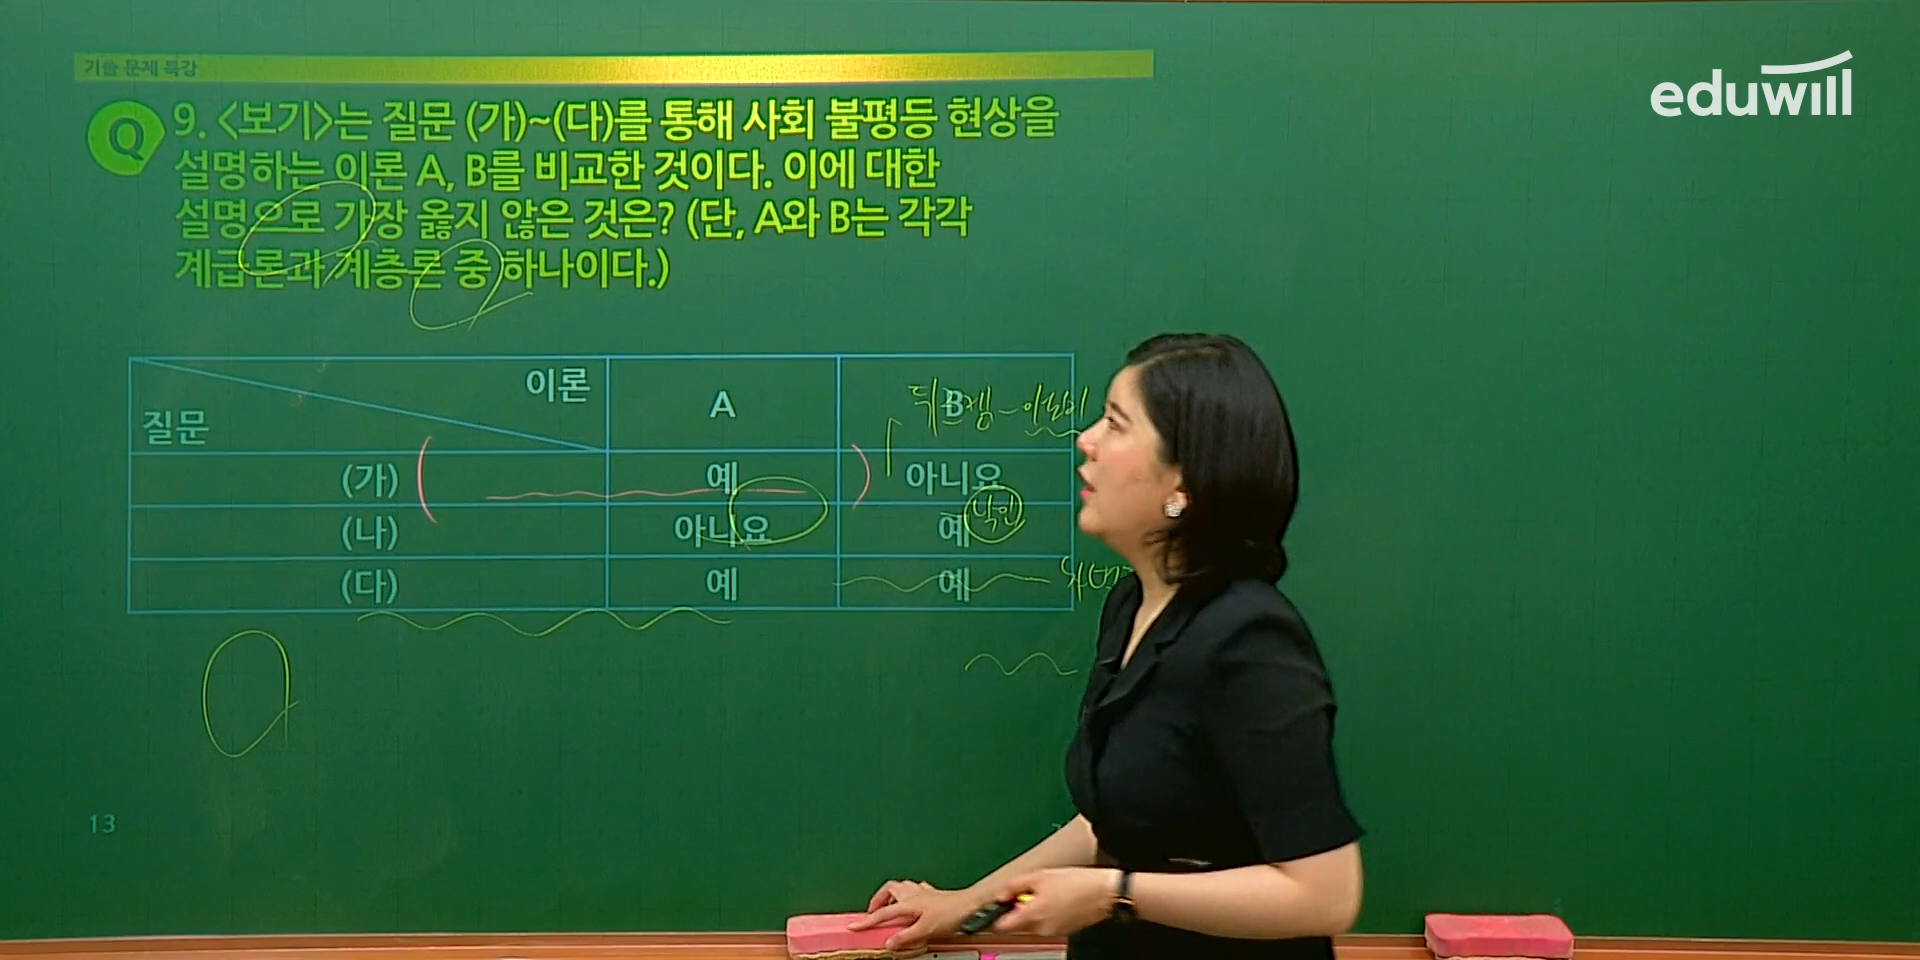 기출 문제 특강
eduwill
Q
9. <보기>는 질문 (가)~(다)를 통해 사회 불평등 현상을
설명하는 이론 A, B를 비교한 것이다. 이에 대한
설명으로 가장 옳지 않은 것은? (단, A와 B는 각각
계급론과 계층론 중 하나이다.)
이론 A B
질문
(가) 예 아니요
(나) 아니요 예
낙인
(다) 예 예
13